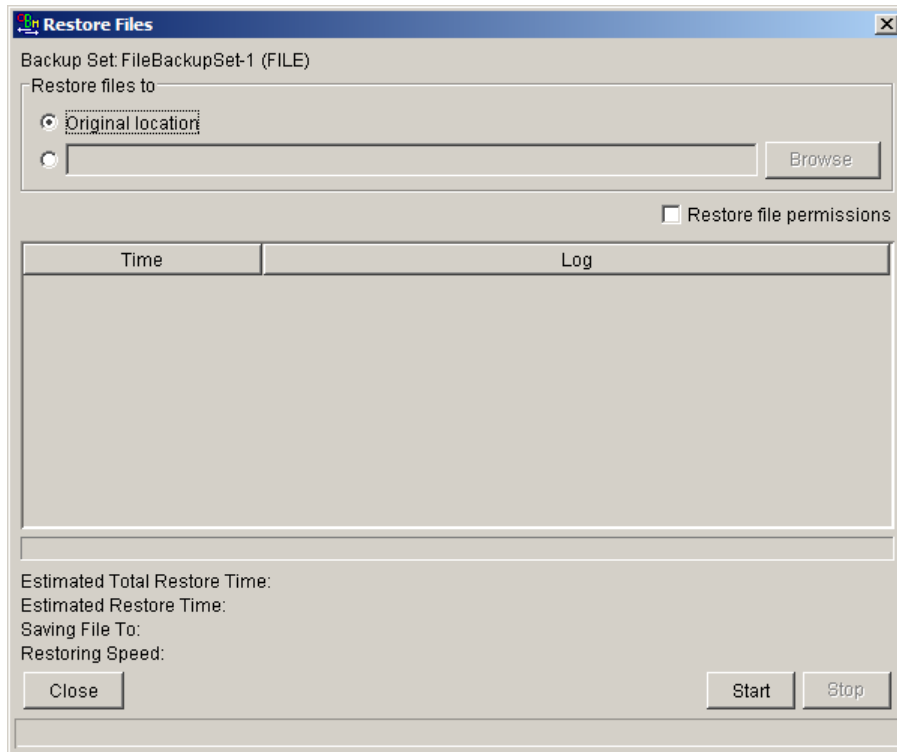 OBM Restore Files
Backup Set: FileBackupSet-1 (FILE)
Restore files to
Original location
Browse
Restore file permissions
Time Log
Estimated Total Restore Time:
Estimated Restore Time:
Saving File To:
Restoring Speed:
Close Start Stop